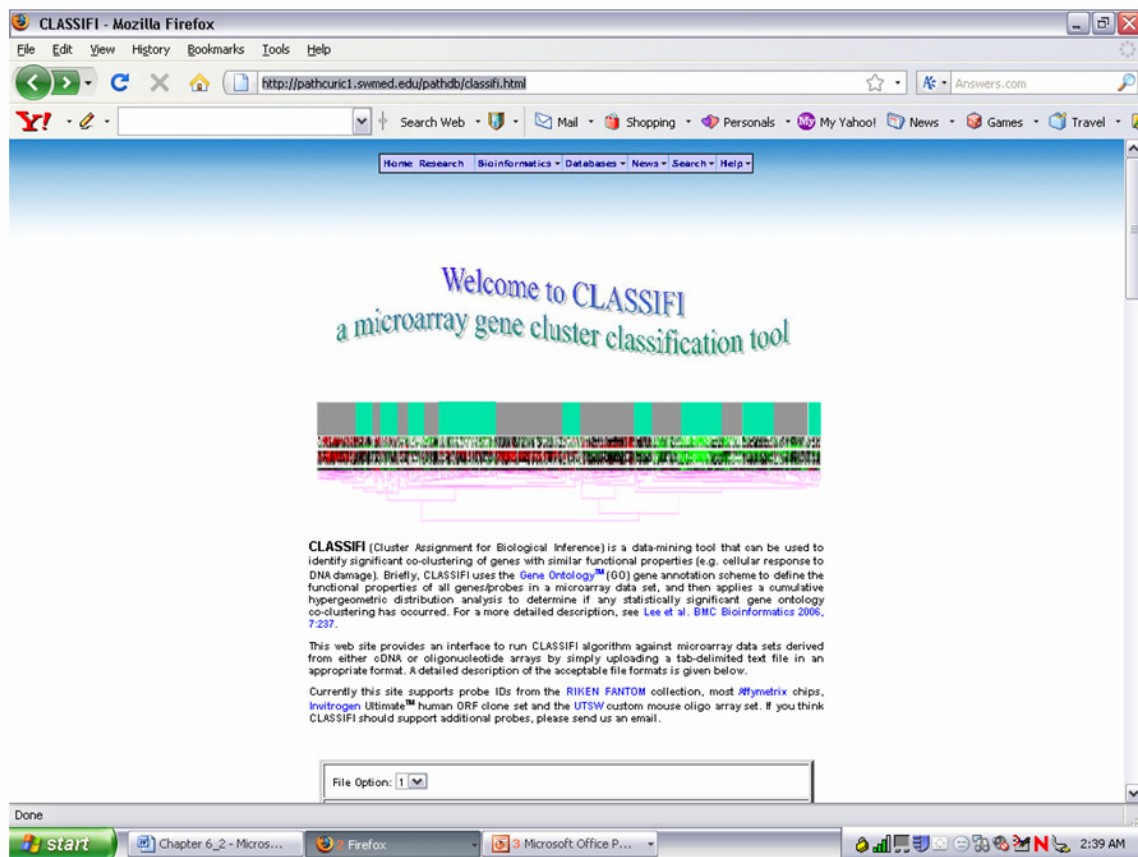 CLASSIFI - Mozilla Firefox
File Edit View History Bookmarks Tools Help
http://pathcuric1.swmed.edu/pathdb/classifi.html
Answers.com
Y! Search Web Mail Shopping Personals My My Yahoo! News Games Travel
Home Research Bioinformatics Databases News Search Help
Welcome to CLASSIFI
a microarray gene cluster classification tool
CLASSIFI (Cluster Assignment for Biological Inference) is a data-mining tool that can be used to
identify significant co-clustering of genes with similar functional properties (e.g. cellular response to
DNA damage). Briefly, CLASSIFI uses the Gene Ontology™ (GO) gene annotation scheme to define the
functional properties of all genes/probes in a microarray data set, and then applies a cumulative
hypergeometric distribution analysis to determine if any statistically significant gene ontology
co-clustering has occurred. For a more detailed description, see Lee et al. BMC Bioinformatics 2006,
7:237.
This web site provides an interface to run CLASSIFI algorithm against microarray data sets derived
from either cDNA or oligonucleotide arrays by simply uploading a tab-delimited text file in an
appropriate format. A detailed description of the acceptable file formats is given below.
Currently this site supports probe IDs from the RIKEN FANTOM collection, most Affymetrix chips,
Invitrogen Ultimate™ human ORF clone set and the UTSW custom mouse oligo array set. If you think
CLASSIFI should support additional probes, please send us an email.
File Option: 1
Done
start Chapter 6_2 - Micros... 2 Firefox 3 Microsoft Office P... N 2:39 AM